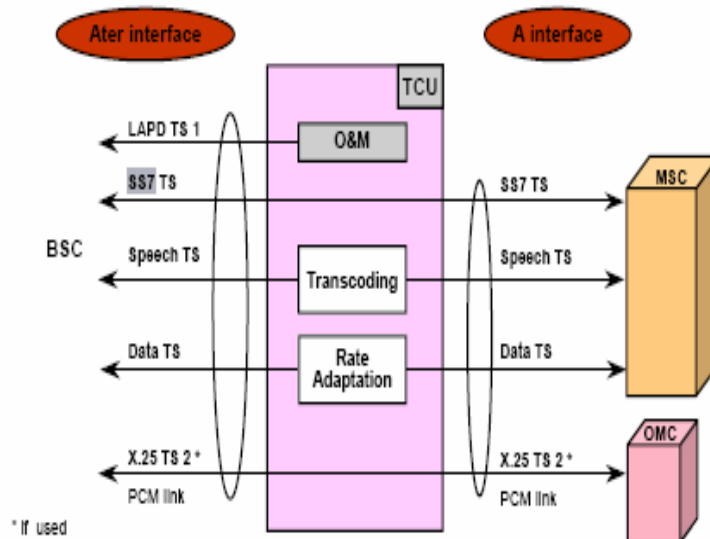 Ater interface
A interface
TCU
LAPD TS 1
O&M
SS7 TS
SS7 TS
MSC
BSC
Speech TS
Transcoding
Speech TS
Data TS
Rate
Adaptation
Data TS
OMC
X.25 TS 2 *
X.25 TS 2 *
PCM link
PCM link
* If used